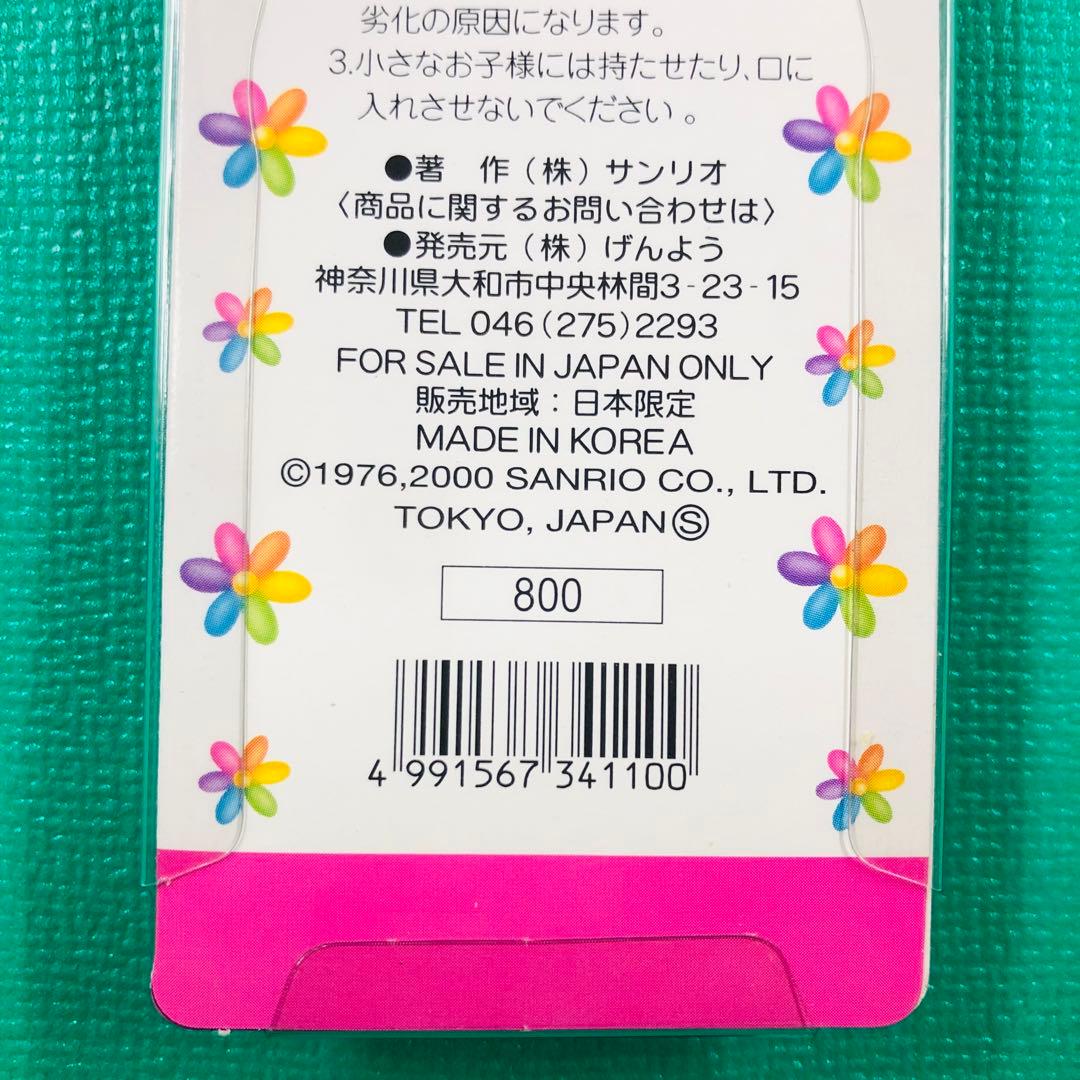 劣化の原因になります。
3.小さなお子様には持たせたり、口に
入れさせないでください。
●著　作（株）サンリオ
〈商品に関するお問い合わせは〉
●発売元（株）げんよう
神奈川県大和市中央林間3-23-15
TEL 046(275)2293
FOR SALE IN JAPAN ONLY
販売地域：日本限定
MADE IN KOREA
©1976,2000 SANRIO CO., LTD.
TOKYO, JAPANⓈ
800
4 991567 341100